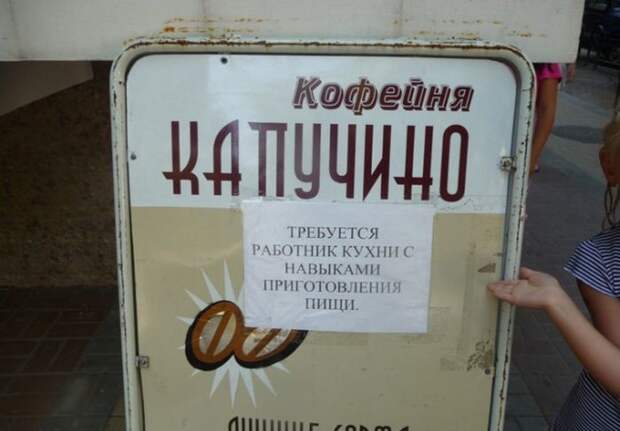 Кофейня
КАПУЧИНО
ТРЕБУЕТСЯ
РАБОТНИК КУХНИ С
НАВЫКАМИ
ПРИГОТОВЛЕНИЯ
ПИЩИ.